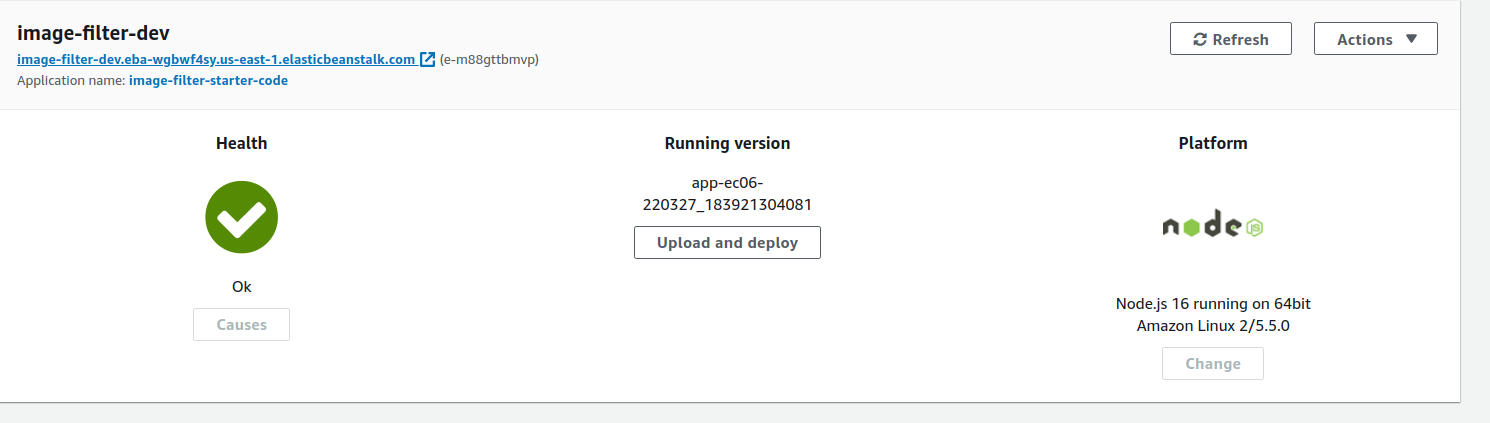 image-filter-dev
image-filter-dev.eba-wgbwf4sy.us-east-1.elasticbeanstalk.com (e-m88gttbmvp)
Application name: image-filter-starter-code
Refresh
Actions
Health
Ok
Causes
Running version
app-ec06-
220327_183921304081
Upload and deploy
Platform
node
JS
Node.js 16 running on 64bit
Amazon Linux 2/5.5.0
Change